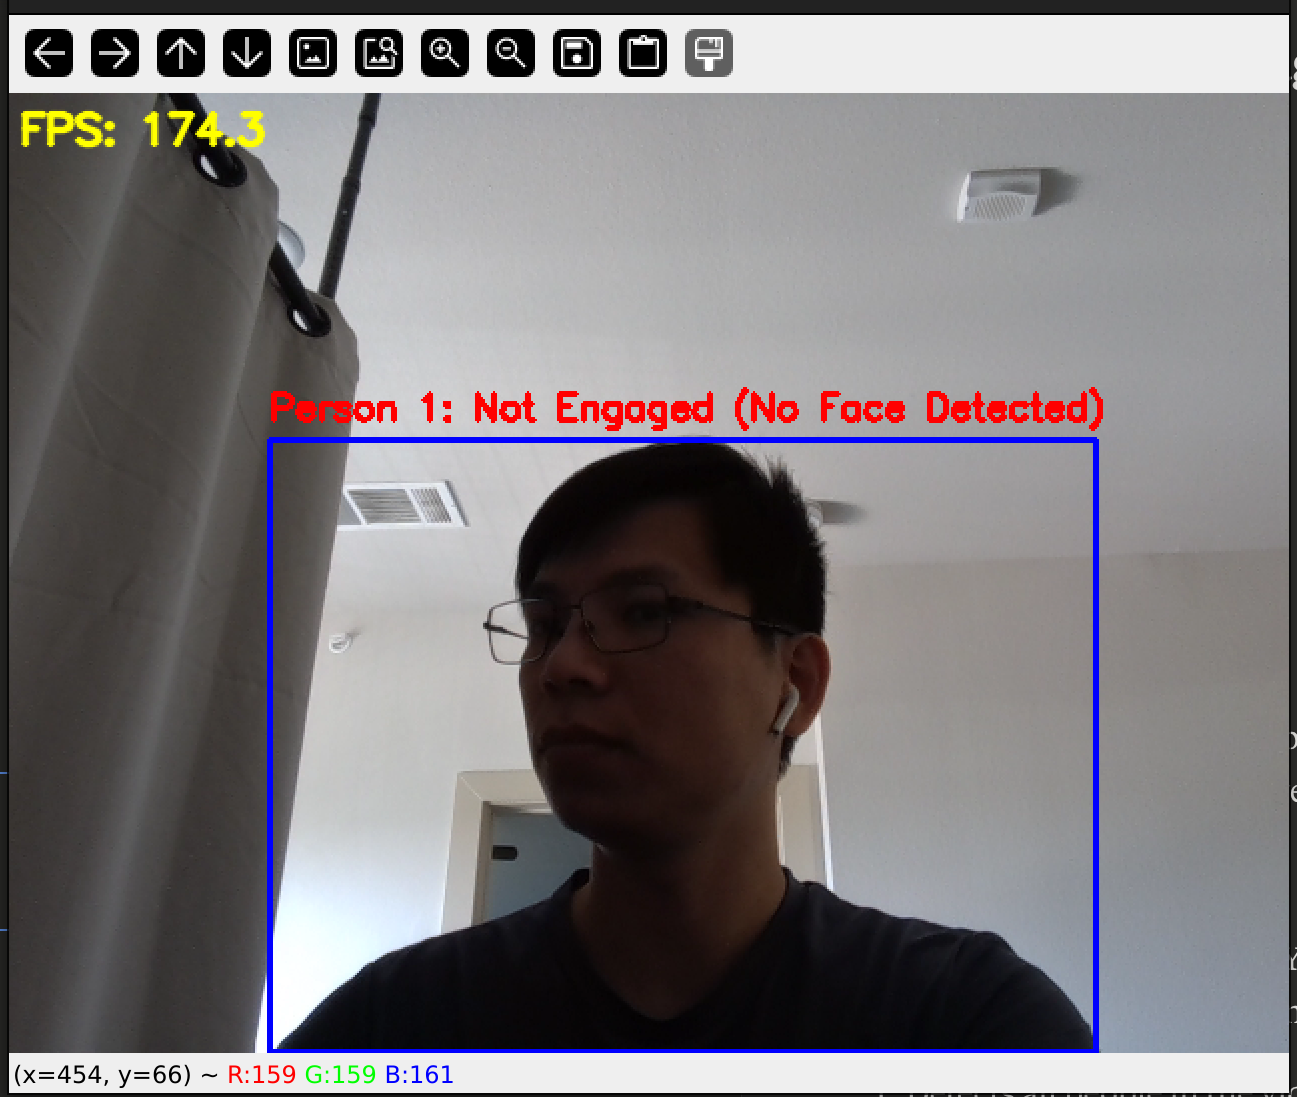 FPS: 174.3
Person 1: Not Engaged (No Face Detected)
(x=454, y=66) ~ R:159 G:159 B:161